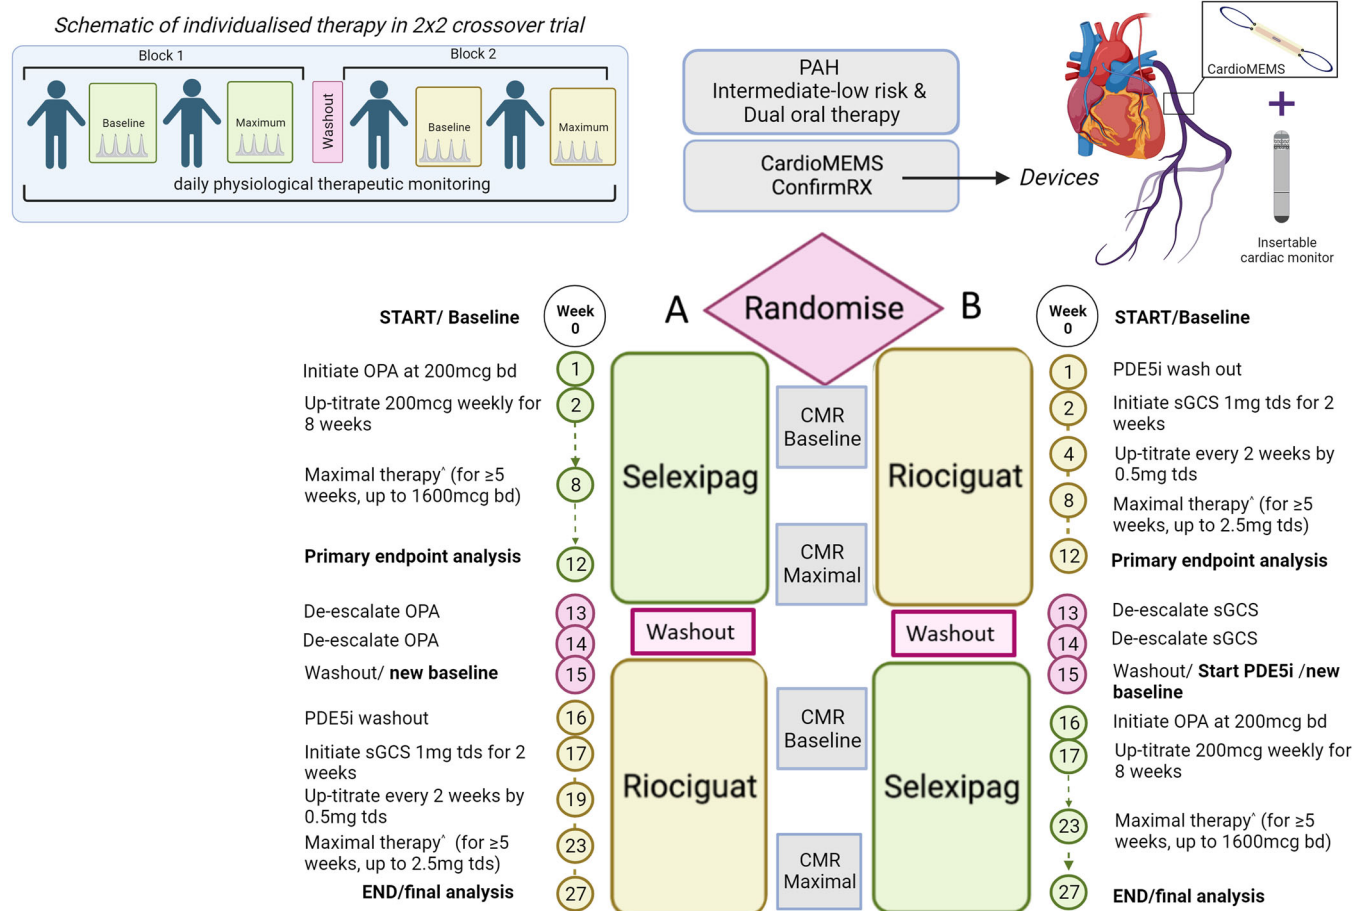 Schematic of individualised therapy in 2x2 crossover trial
Block 1
Block 2
Baseline
Maximum
Washout
Baseline
Maximum
daily physiological therapeutic monitoring
PAH
Intermediate-low risk &
Dual oral therapy
CardioMEMS
ConfirmRX
Devices
CardioMEMS
+
Insertable
cardiac monitor
Randomise
A
B
START/ Baseline
Week
0
Initiate OPA at 200mcg bd
1
Up-titrate 200mcg weekly for
8 weeks
2
Maximal therapy^ (for ≥5
weeks, up to 1600mcg bd)
8
Primary endpoint analysis
12
De-escalate OPA
13
De-escalate OPA
14
Washout/ new baseline
15
PDE5i washout
16
Initiate sGCS 1mg tds for 2
weeks
17
Up-titrate every 2 weeks by
0.5mg tds
19
Maximal therapy^ (for ≥5
weeks, up to 2.5mg tds)
23
END/final analysis
27
Selexipag
Washout
Riociguat
CMR
Baseline
CMR
Maximal
CMR
Baseline
CMR
Maximal
Riociguat
Washout
Selexipag
Week
0
START/Baseline
1
PDE5i wash out
2
Initiate sGCS 1mg tds for 2
weeks
4
Up-titrate every 2 weeks by
0.5mg tds
8
Maximal therapy^ (for ≥5
weeks, up to 2.5mg tds)
12
Primary endpoint analysis
13
De-escalate sGCS
14
De-escalate sGCS
15
Washout/ Start PDE5i /new
baseline
16
Initiate OPA at 200mcg bd
17
Up-titrate 200mcg weekly for
8 weeks
23
Maximal therapy^ (for ≥5
weeks, up to 1600mcg bd)
27
END/final analysis